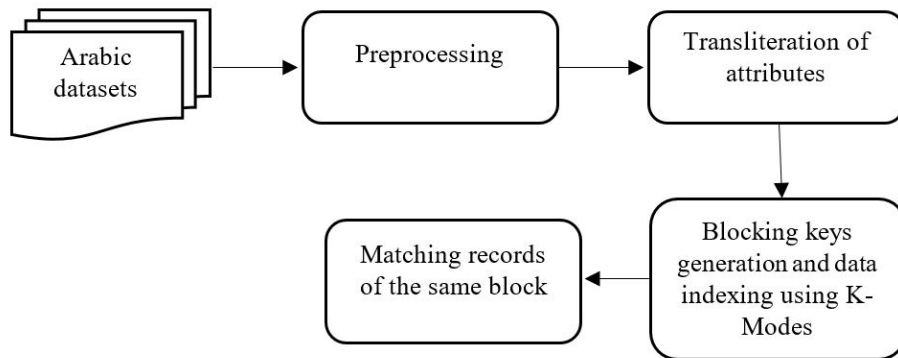 Arabic
datasets
Preprocessing
Transliteration of
attributes
Blocking keys
generation and data
indexing using K-
Modes
Matching records
of the same block